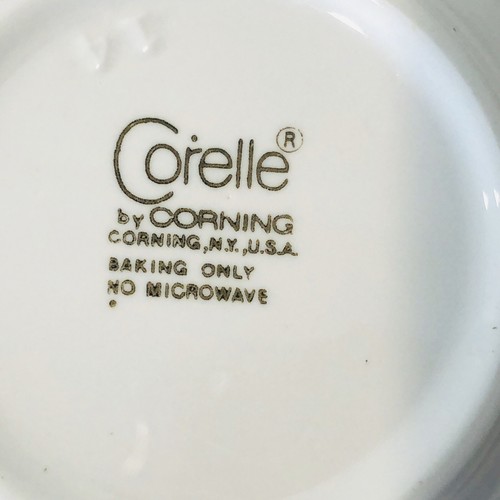 Corelle®
by CORNING
CORNING, N.Y., U.S.A.
BAKING ONLY
NO MICROWAVE